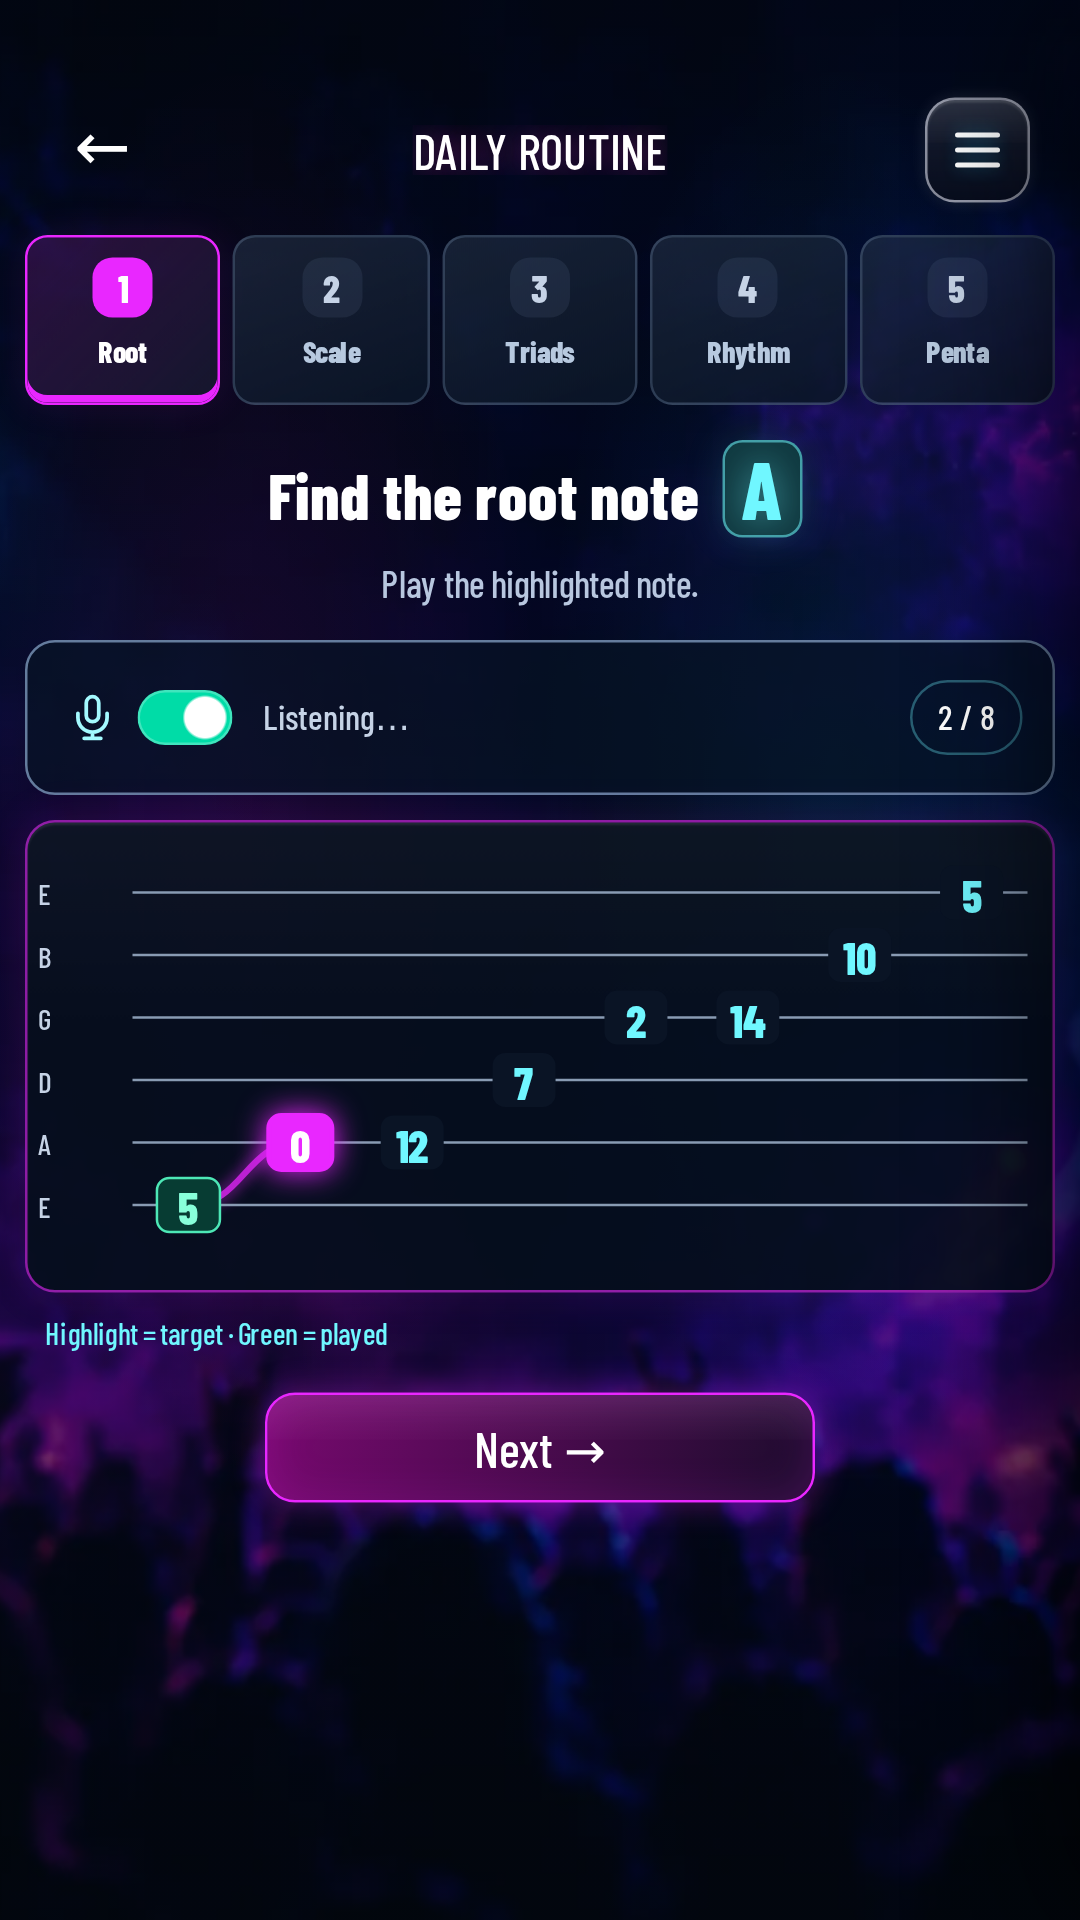 ← DAILY ROUTINE
1 2 3 4 5
Root Scale Triads Rhythm Penta
Find the root note A
Play the highlighted note.
Listening... 2 / 8
E 5
B 10
G 2 14
D 7
A 0 12
E 5
Highlight = target · Green = played
Next →